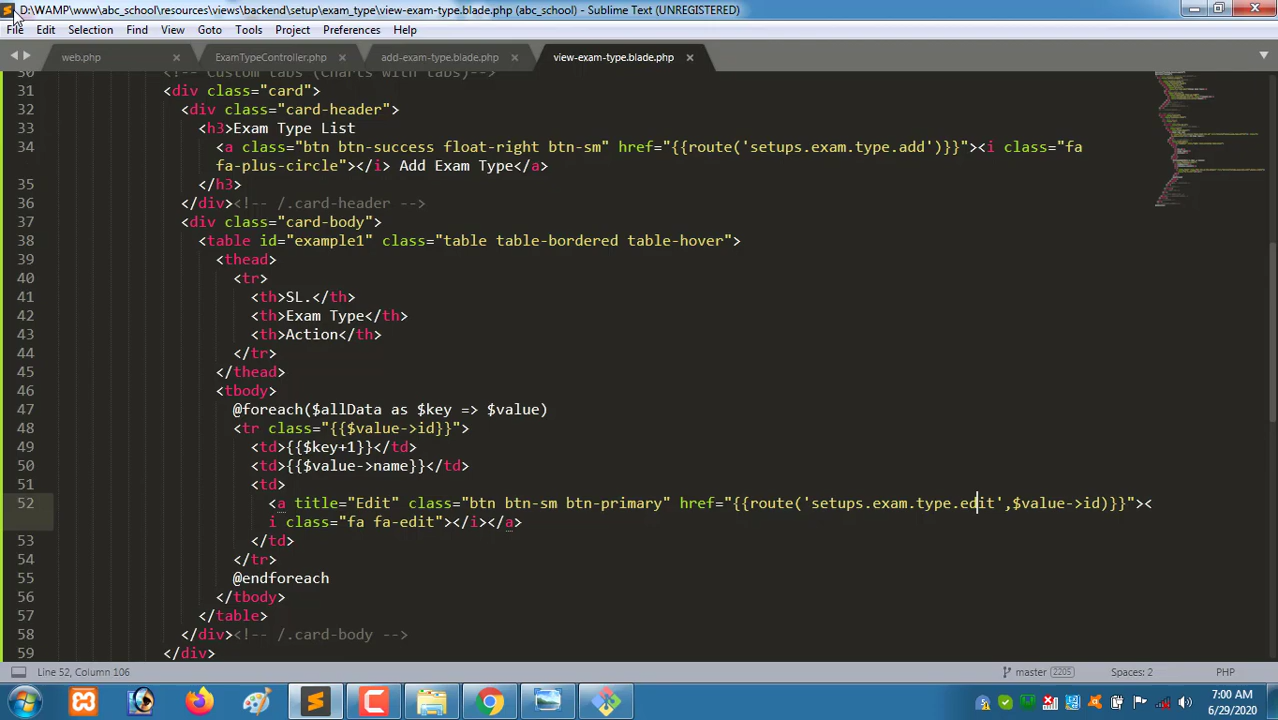 D:\WAMP\www\abc_school\resources\views\backend\setup\exam_type\view-exam-type.blade.php (abc_school) - Sublime Text (UNREGISTERED)
File Edit Selection Find View Goto Tools Project Preferences Help
web.php ExamTypeController.php add-exam-type.blade.php view-exam-type.blade.php
30 <!-- Custom tabs (Charts with tabs)-->
31 <div class="card">
32 <div class="card-header">
33 <h3>Exam Type List
34 <a class="btn btn-success float-right btn-sm" href="{{route('setups.exam.type.add')}}"><i class="fa
fa-plus-circle"></i> Add Exam Type</a>
35 </h3>
36 </div><!-- /.card-header -->
37 <div class="card-body">
38 <table id="example1" class="table table-bordered table-hover">
39 <thead>
40 <tr>
41 <th>SL.</th>
42 <th>Exam Type</th>
43 <th>Action</th>
44 </tr>
45 </thead>
46 <tbody>
47 @foreach($allData as $key => $value)
48 <tr class="{{$value->id}}">
49 <td>{{$key+1}}</td>
50 <td>{{$value->name}}</td>
51 <td>
52 <a title="Edit" class="btn btn-sm btn-primary" href="{{route('setups.exam.type.edit',$value->id)}}"><
i class="fa fa-edit"></i></a>
53 </td>
54 </tr>
55 @endforeach
56 </tbody>
57 </table>
58 </div><!-- /.card-body -->
59 </div>
Line 52, Column 106 master 2205 Spaces: 2 PHP
7:00 AM
6/29/2020